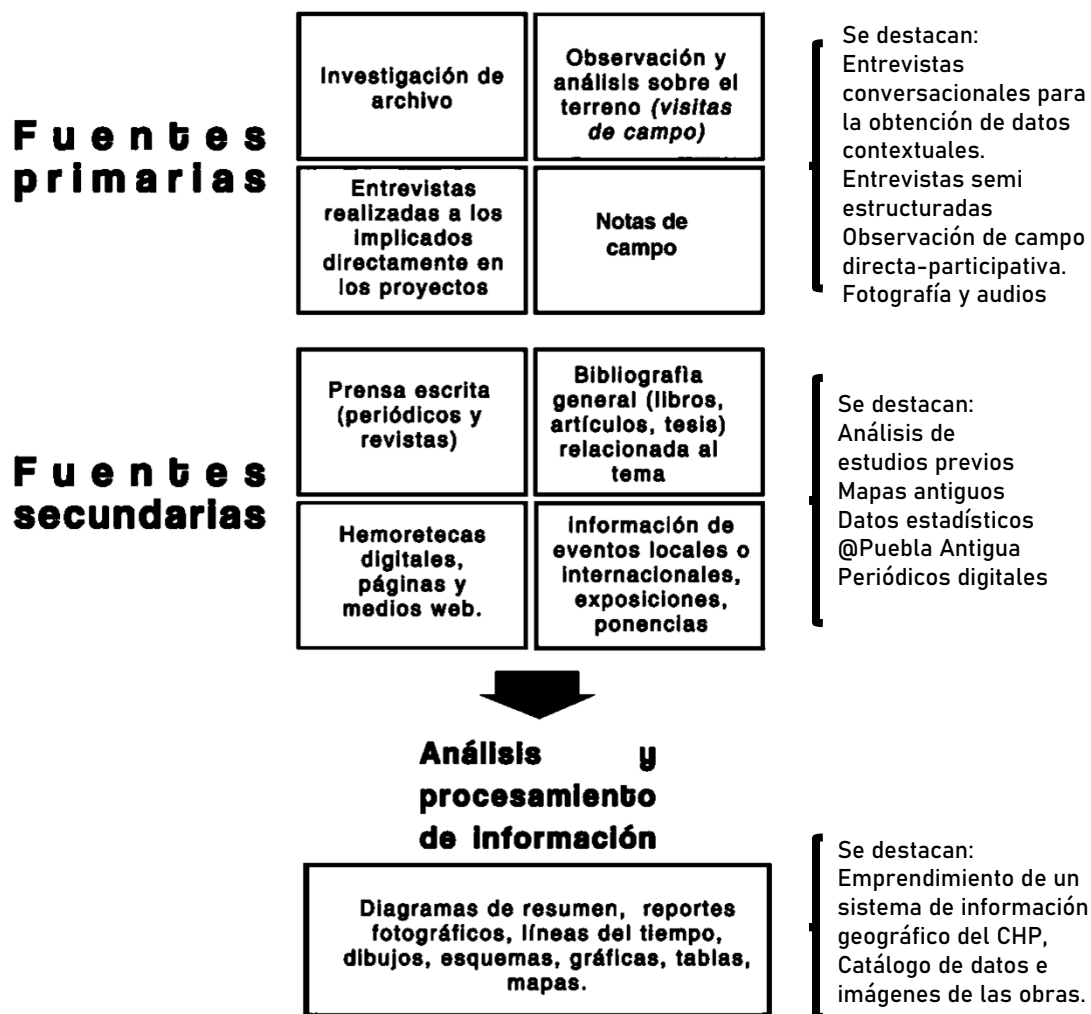 Fuentes
primarias
Investigación de
archivo
Observación y
análisis sobre el
terreno (visitas
de campo)
Entrevistas
realizadas a los
implicados
directamente en
los proyectos
Notas de
campo
Se destacan:
Entrevistas
conversacionales para
la obtención de datos
contextuales.
Entrevistas semi
estructuradas
Observación de campo
directa-participativa.
Fotografía y audios
Fuentes
secundarias
Prensa escrita
(periódicos y
revistas)
Bibliografía
general (libros,
artículos, tesis)
relacionada al
tema
Hemoretecas
digitales,
páginas y
medios web.
Información de
eventos locales o
internacionales,
exposiciones,
ponencias
Se destacan:
Análisis de
estudios previos
Mapas antiguos
Datos estadísticos
@Puebla Antigua
Periódicos digitales
Análisis y
procesamiento
de información
Diagramas de resumen, reportes
fotográficos, líneas del tiempo,
dibujos, esquemas, gráficas, tablas,
mapas.
Se destacan:
Emprendimiento de un
sistema de información
geográfico del CHP,
Catálogo de datos e
imágenes de las obras.